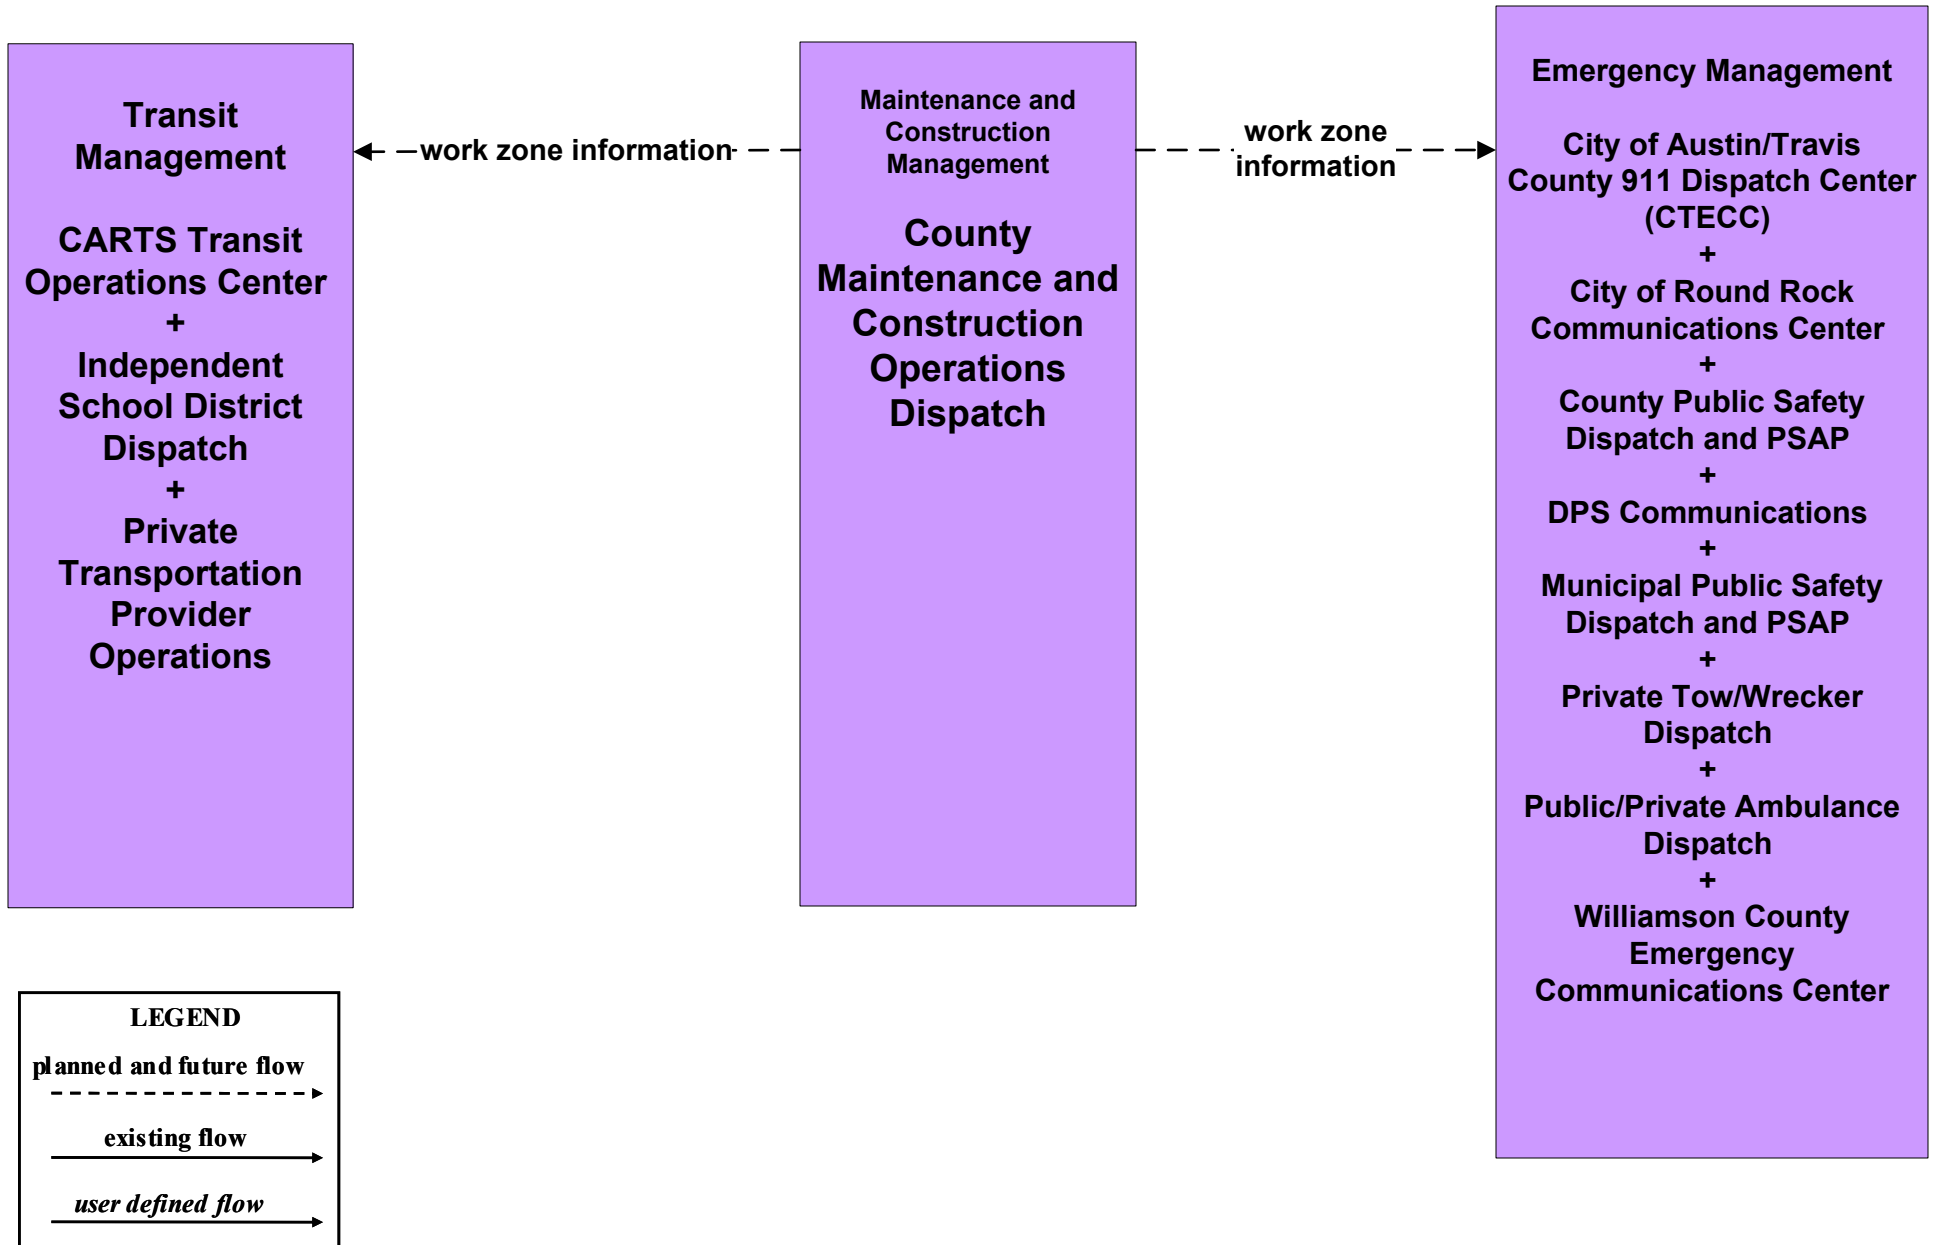 Transit
Management
CARTS Transit
Operations Center
+
Independent
School District
Dispatch
+
Private
Transportation
Provider
Operations
work zone information
Maintenance and
Construction
Management
County
Maintenance and
Construction
Operations
Dispatch
work zone
information
Emergency Management
City of Austin/Travis
County 911 Dispatch Center
(CTECC)
+
City of Round Rock
Communications Center
+
County Public Safety
Dispatch and PSAP
+
DPS Communications
+
Municipal Public Safety
Dispatch and PSAP
+
Private Tow/Wrecker
Dispatch
+
Public/Private Ambulance
Dispatch
+
Williamson County
Emergency
Communications Center
LEGEND
planned and future flow
existing flow
user defined flow